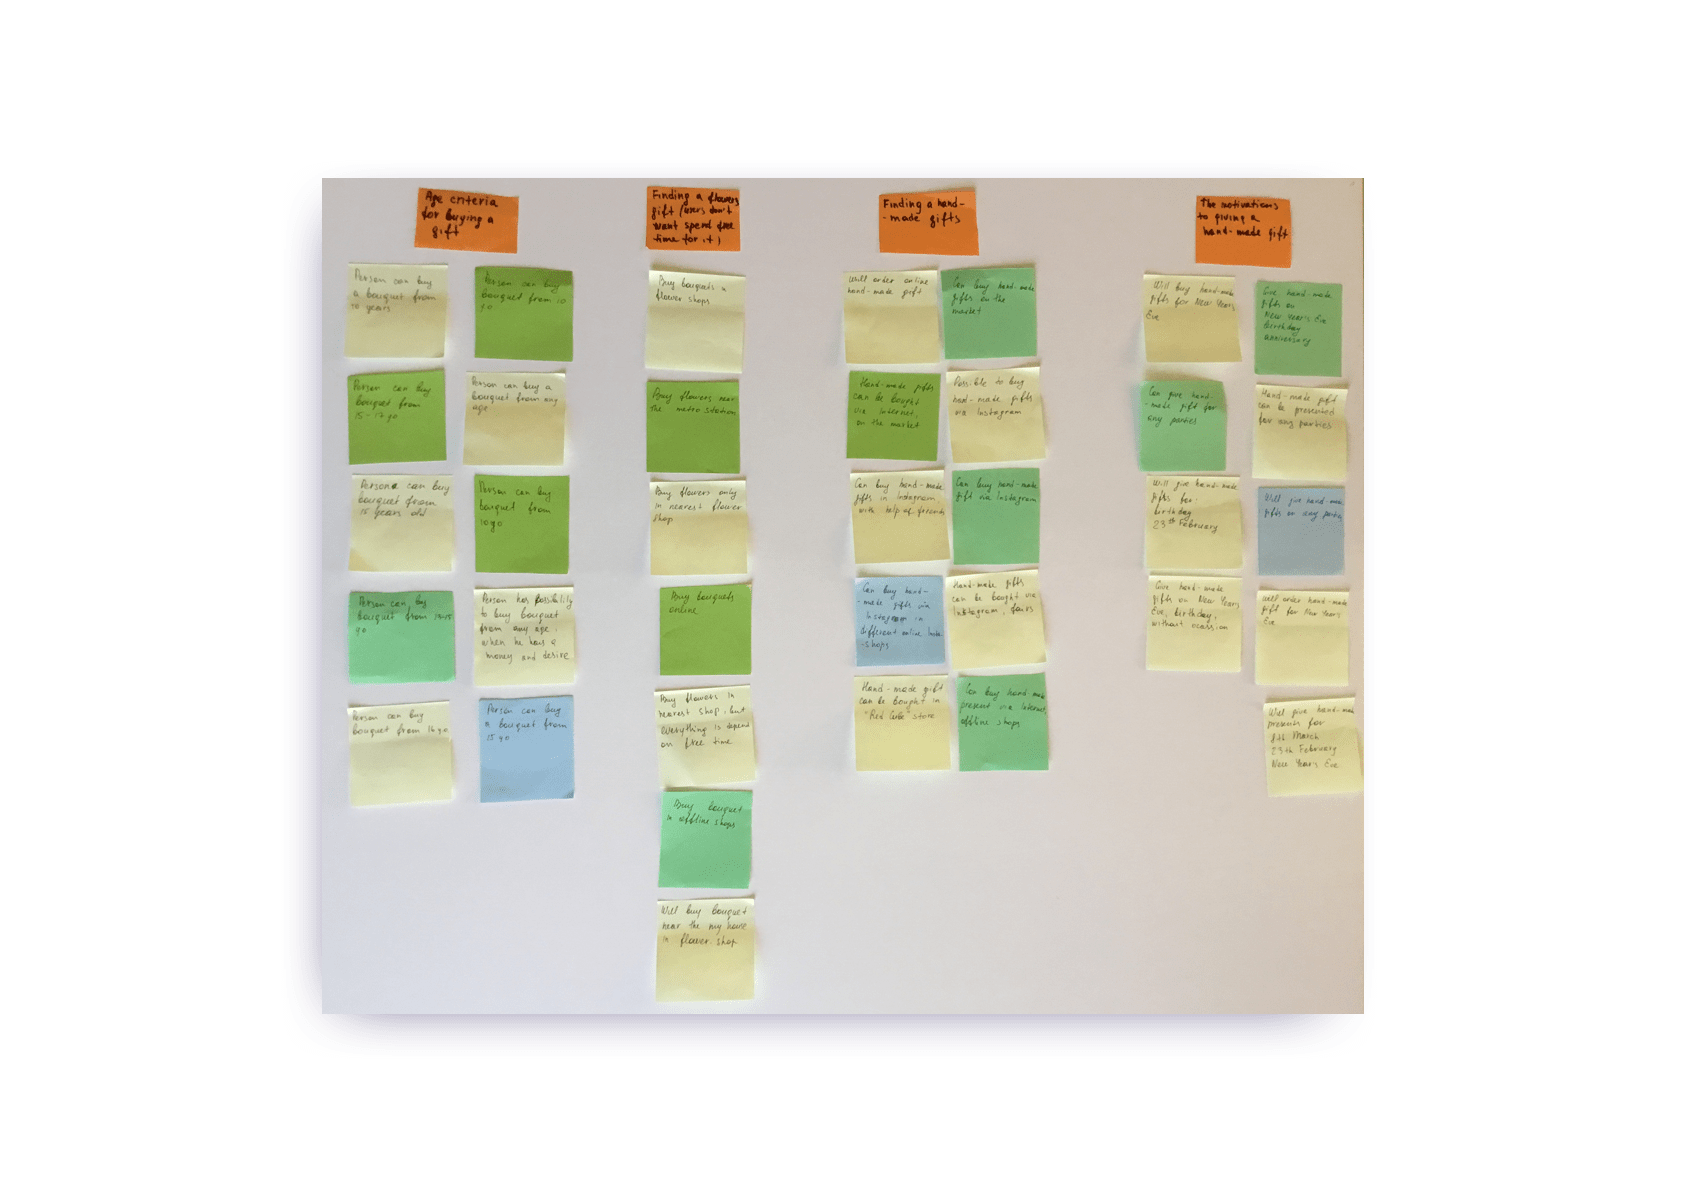 Age criteria
for buying a
gift
Person can buy
a bouquet from
10 years
Person can buy
bouquet from 10
yo
Person can buy
bouquet from
15-17 yo
Person can buy a
bouquet from any
age
Persona can buy
bouquet from
15 years old
Person can buy
bouquet from
10 yo
Person can buy
bouquet from
yo
Person has possibility
to buy bouquet
from any age,
when he has a
money and desire
Person can buy
bouquet from 16 yo
Person can buy
a bouquet from
15 yo
Finding a flowers
gift (users don't
want spend free
time for it)
Buy bouquets in
flower shops
Buy flowers near
the metro stations
Buy flowers only
in nearest flower
shop
Buy bouquets
online
Buy flowers in
nearest shop, but
everything is depend
on free time
Buy bouquet
in offline shops
Will buy bouquet
near the my house
in flower shop
Finding a hand-
-made gifts
Will order online
hand-made gift
Can buy hand-made
gifts on the
market
Hand-made gifts
can be bought
via Internet,
on the market
Possible to buy
hand-made gifts
via Instagram
Can buy hand-made
gifts in Instagram
with help of friends
Can buy hand-made
gift via Instagram
Can buy hand-
-made gifts via
Instagram in
different online
-shops
Hand-made gifts
can be bought via
Instagram,
Hand-made gift
can be bought in
"Red Cube" store
Can buy hand made
present via Internet,
offline shops
The motivations
to giving a
hand-made gift
Will buy hand-made
gifts for New Years
Eve
Give hand-made
gifts on
New Year's Eve
Birthday
anniversary
Can give hand-
-made gift for
any parties
Hand-made gift
can be presented
for any parties
Will give hand-made
gifts for:
birthday
23th February
Will give hand-made
gifts on any parties
Give hand-made
gifts on New Years
Eve, birthday,
without ocassion
Will order hand-made
gift for New Years
Eve
Will give hand-made
presents for
8th March
23th February
New Year's Eve